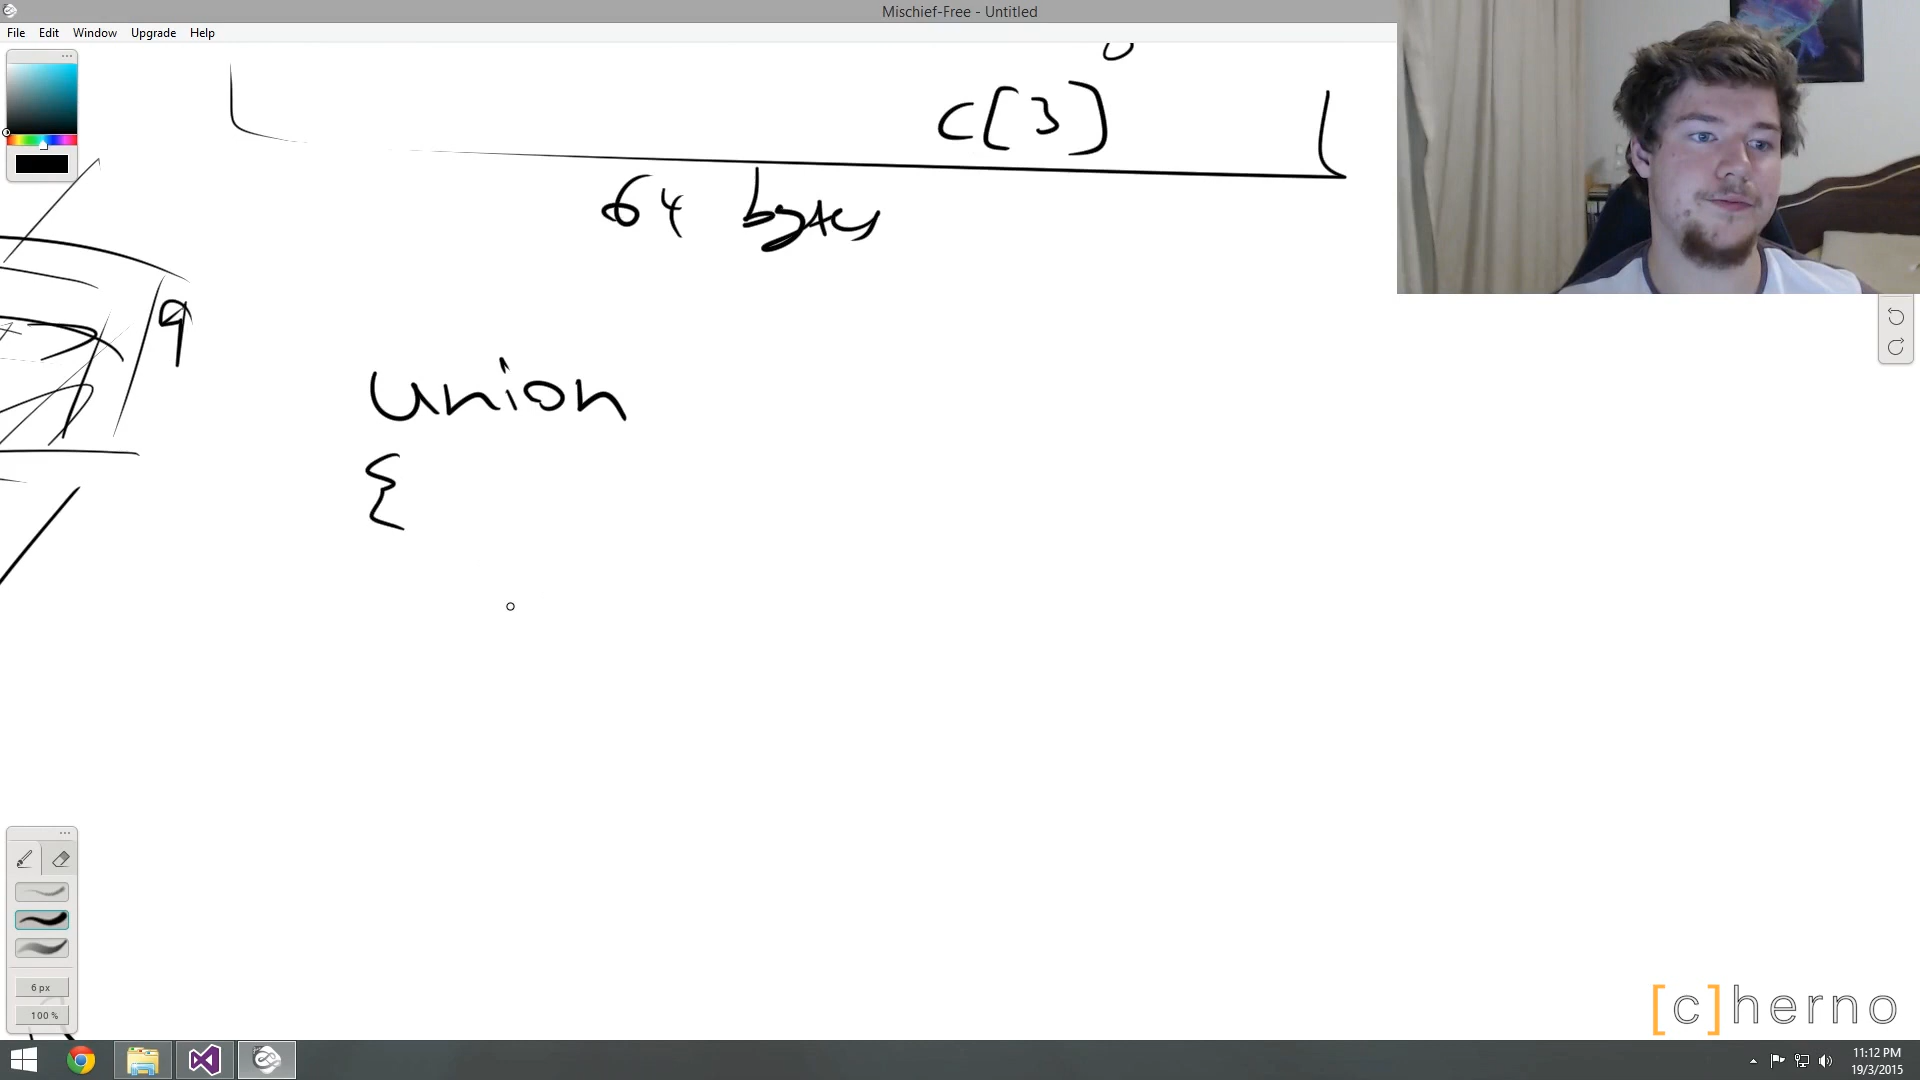 Mischief-Free - Untitled
File Edit Window Upgrade Help
c[3]
64 bytes
9
union
{
6 px
100 %
[c]herno
11:12 PM
19/3/2015